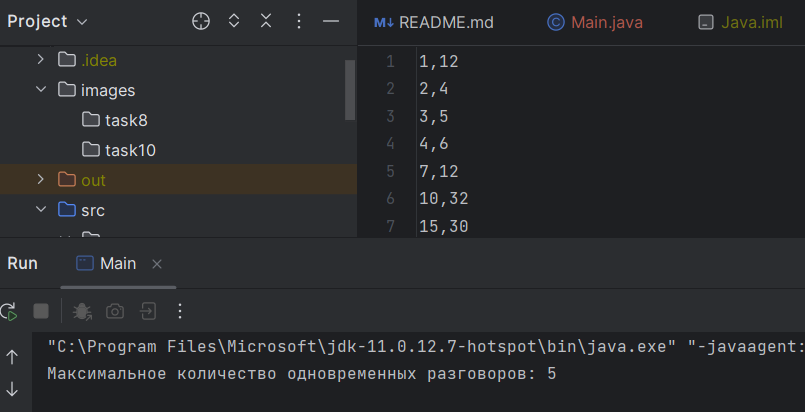 Project
README.md
Main.java
Java.iml
.idea
images
task8
task10
out
src
1 1,12
2 2,4
3 3,5
4 4,6
5 7,12
6 10,32
7 15,30
Run
Main
"C:\Program Files\Microsoft\jdk-11.0.12.7-hotspot\bin\java.exe" "-javaagent:
Максимальное количество одновременных разговоров: 5